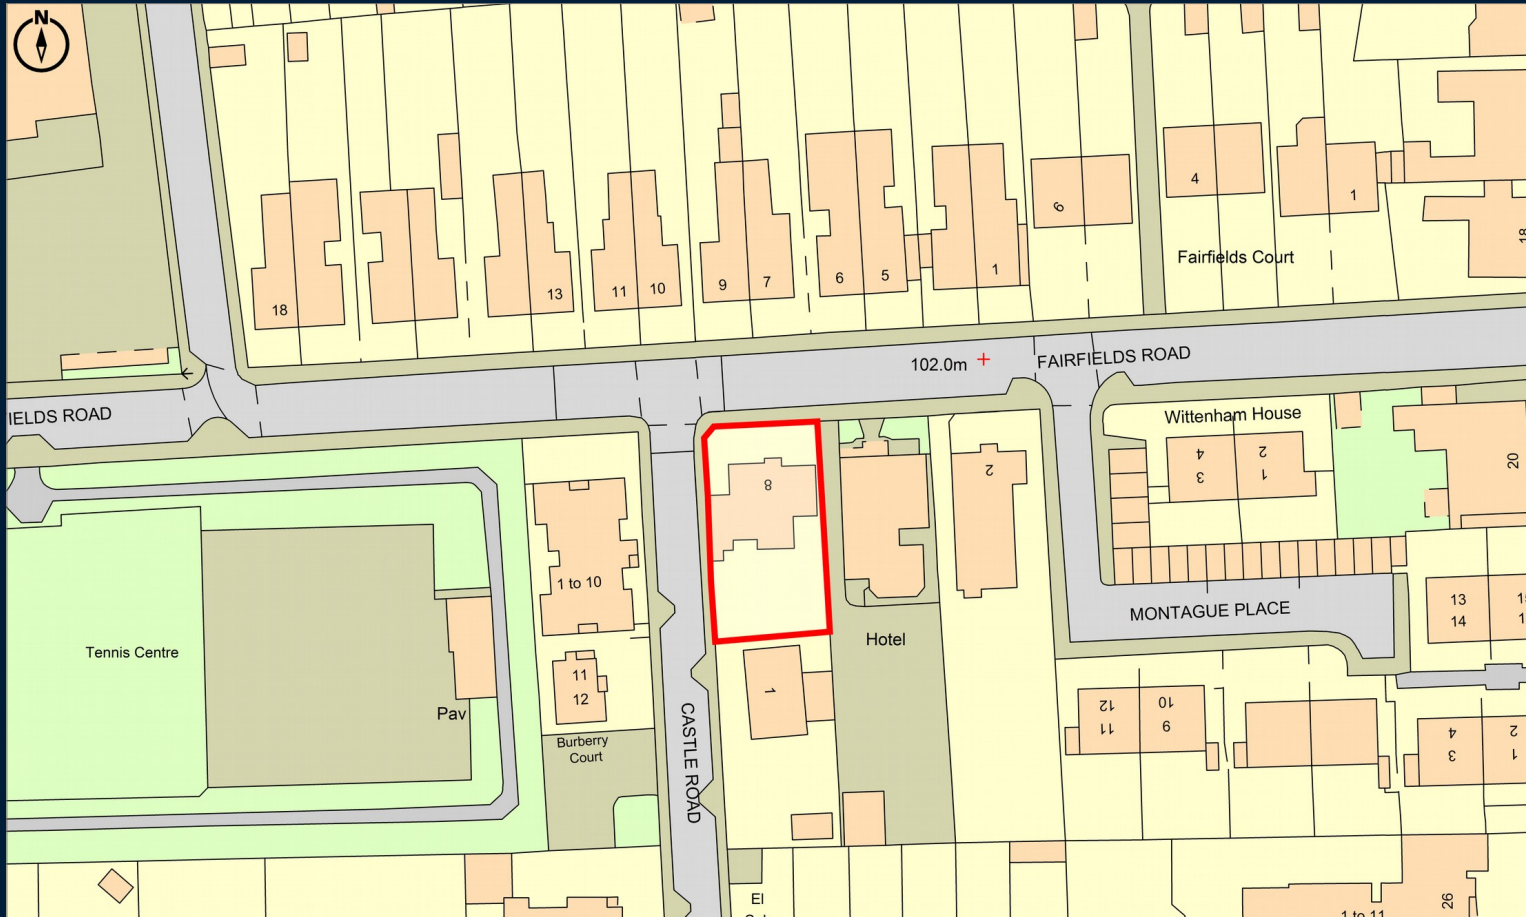 N
18
13
11
10
9
7
6
5
1
6
4
1
18
Fairfields Court
102.0m
FAIRFIELDS ROAD
IELDS ROAD
Wittenham House
4
3
2
1
20
2
8
1 to 10
Tennis Centre
Pav
11
12
Burberry
Court
CASTLE ROAD
1
Hotel
MONTAGUE PLACE
13
14
12
11
10
9
4
3
2
1
El
26
1 to 11